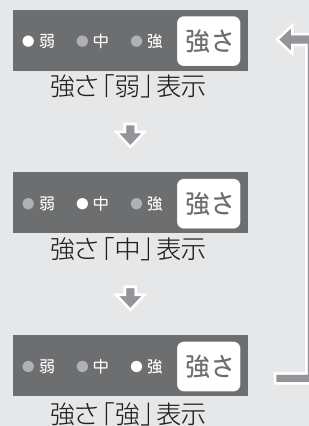 弱 中 強 強さ
強さ「弱」表示
弱 中 強 強さ
強さ「中」表示
弱 中 強 強さ
強さ「強」表示